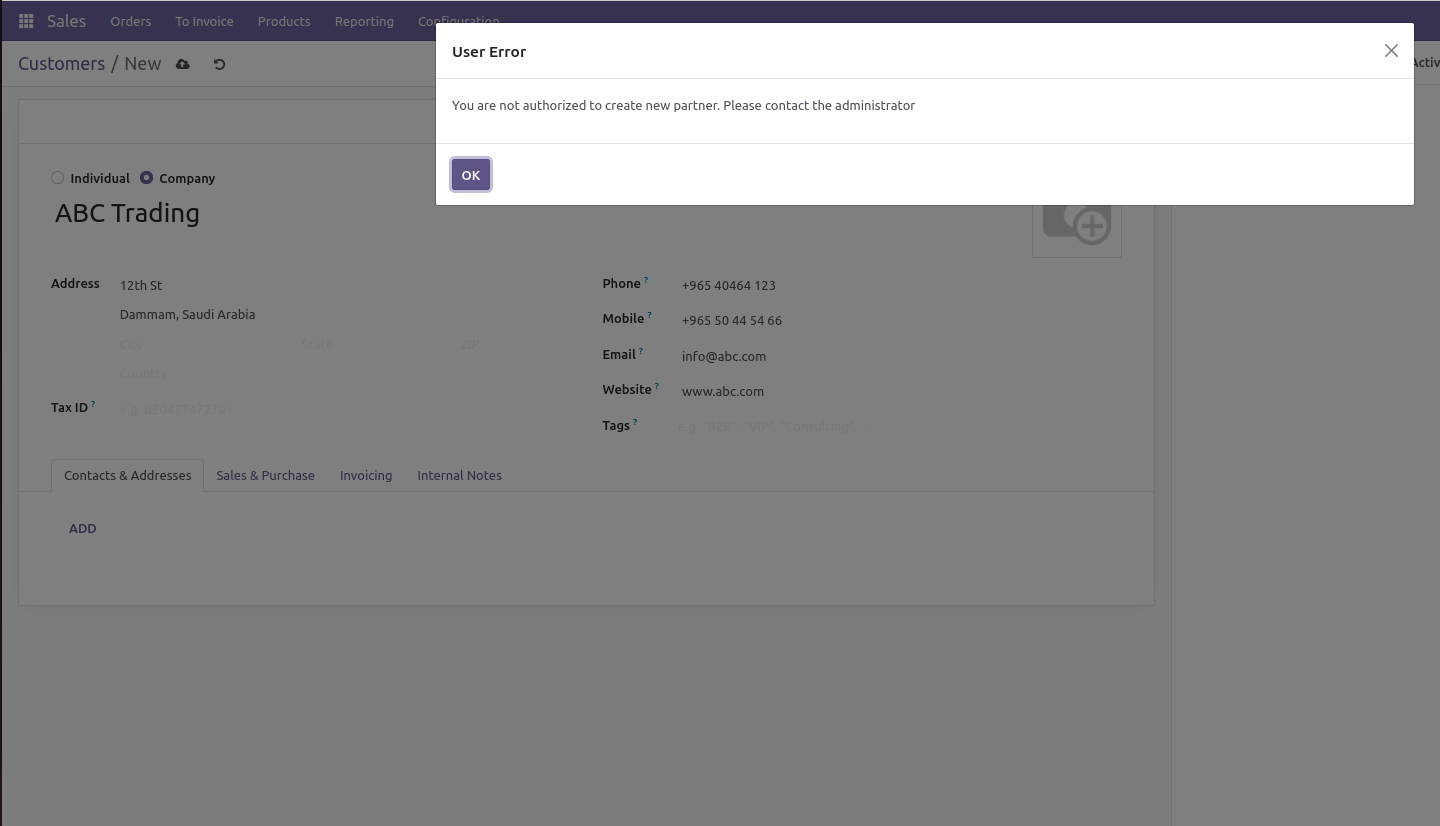 Sales Orders To Invoice Products Reporting Configuration
User Error
Customers / New
You are not authorized to create new partner. Please contact the administrator
OK
Individual Company
ABC Trading
Address 12th St
Dammam, Saudi Arabia
City State ZIP
Country
Tax ID ? e.g. BE0477472701
Phone ? +965 40464 123
Mobile ? +965 50 44 54 66
Email ? info@abc.com
Website ? www.abc.com
Tags ? e.g. "B2B", "VIP", "Consulting", ...
Contacts & Addresses Sales & Purchase Invoicing Internal Notes
ADD